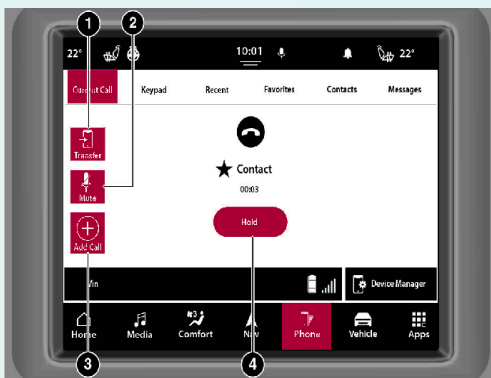 1 2
22° 10:01 22°
Current Call Keypad Recent Favorites Contacts Messages
Transfer
Contact
00:03
Mute
Hold
Add Call
Device Manager
Home Media Comfort Nav Phone Vehicle Apps
3 4